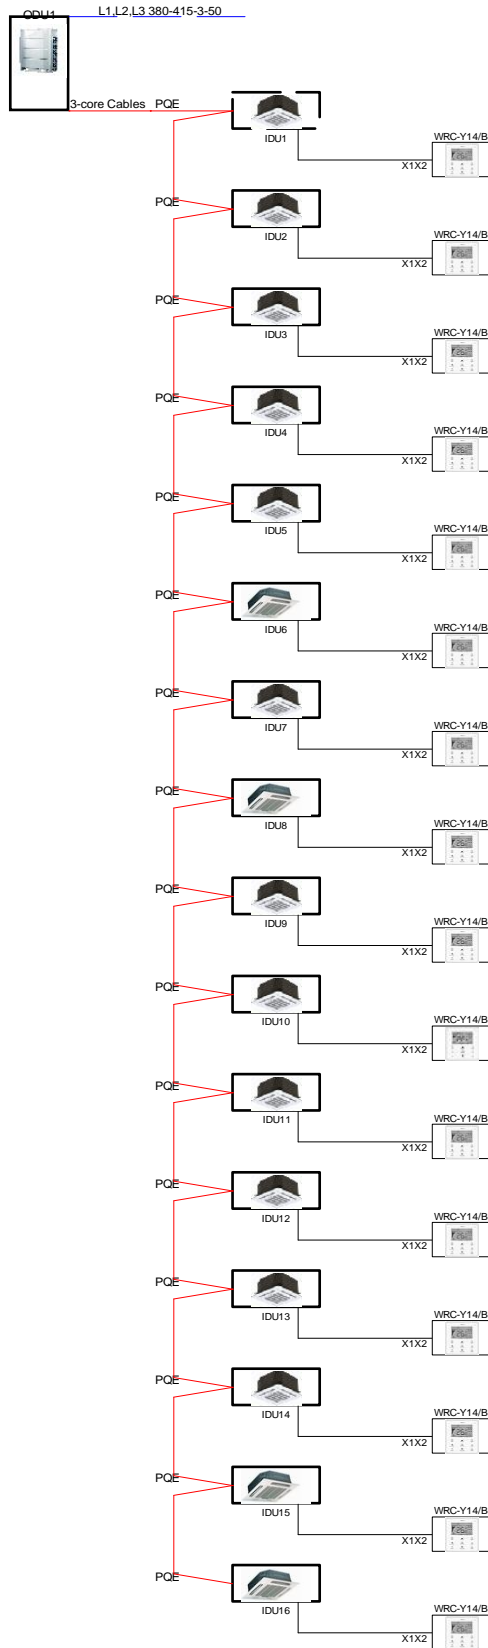 ODU1
L1,L2,L3 380-415-3-50
3-core Cables
PQE
IDU1
WRC-Y14/B
X1X2
PQE
IDU2
WRC-Y14/B
X1X2
PQE
IDU3
WRC-Y14/B
X1X2
PQE
IDU4
WRC-Y14/B
X1X2
PQE
IDU5
WRC-Y14/B
X1X2
PQE
IDU6
WRC-Y14/B
X1X2
PQE
IDU7
WRC-Y14/B
X1X2
PQE
IDU8
WRC-Y14/B
X1X2
PQE
IDU9
WRC-Y14/B
X1X2
PQE
IDU10
WRC-Y14/B
X1X2
PQE
IDU11
WRC-Y14/B
X1X2
PQE
IDU12
WRC-Y14/B
X1X2
PQE
IDU13
WRC-Y14/B
X1X2
PQE
IDU14
WRC-Y14/B
X1X2
PQE
IDU15
WRC-Y14/B
X1X2
PQE
IDU16
WRC-Y14/B
X1X2